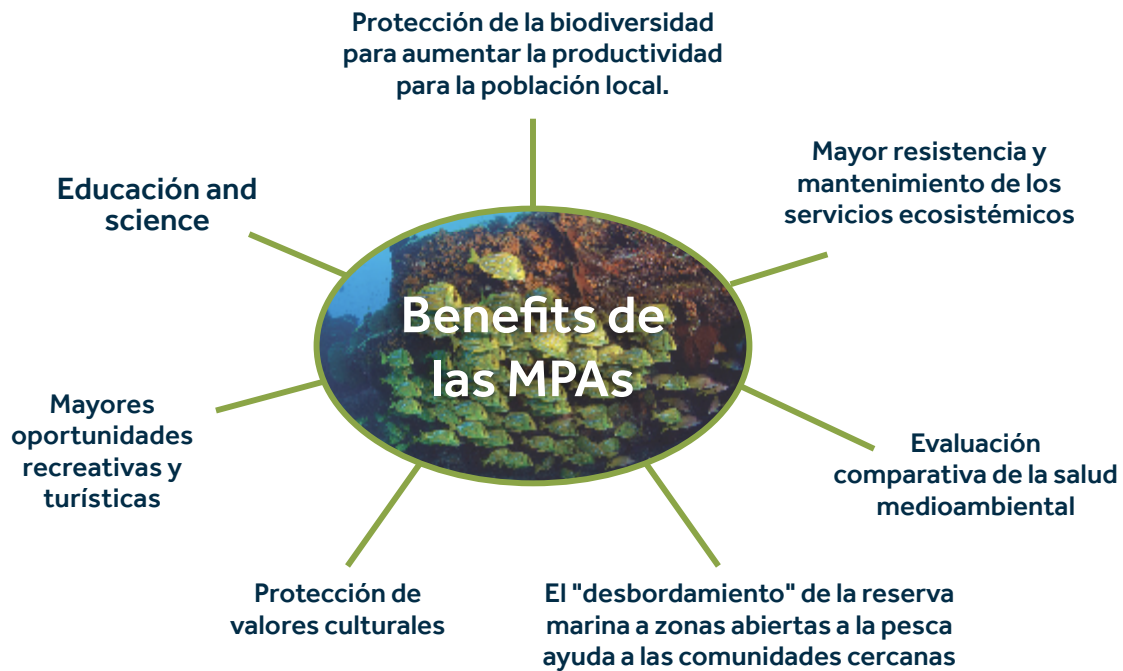 Protección de la biodiversidad
para aumentar la productividad
para la población local.
Mayor resistencia y
mantenimiento de los
servicios ecosistémicos
Educación and
science
Benefits de
las MPAs
Mayores
oportunidades
recreativas y
turísticas
Evaluación
comparativa de la salud
medioambiental
Protección de
valores culturales
El "desbordamiento" de la reserva
marina a zonas abiertas a la pesca
ayuda a las comunidades cercanas